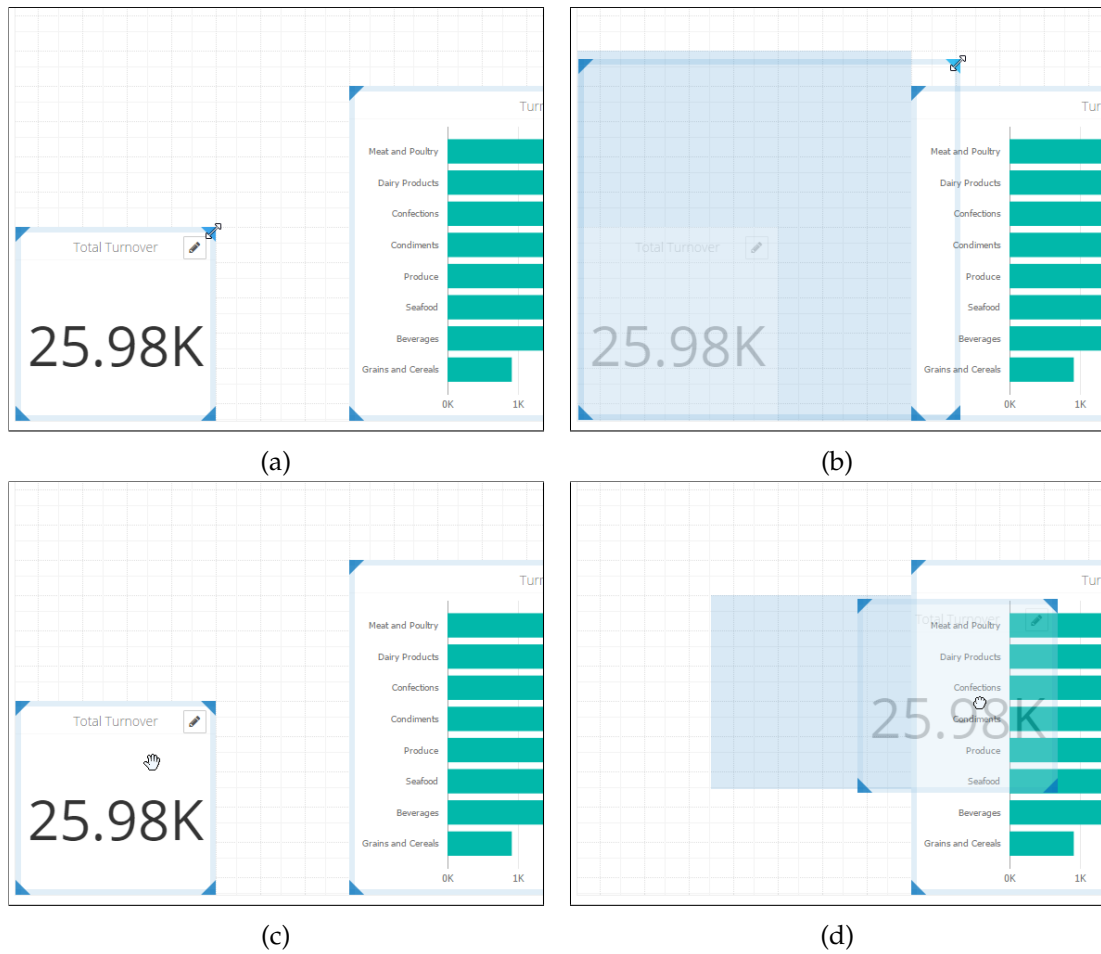 Turn
Meat and Poultry
Dairy Products
Confections
Total Turnover
Condiments
Produce
Seafood
25.98K
Beverages
Grains and Cereals
0K 1K
(a)
Tur
Meat and Poultry
Dairy Products
Confections
Total Turnover
Condiments
Produce
Seafood
25.98K
Beverages
Grains and Cereals
0K 1K
(b)
Turn
Meat and Poultry
Dairy Products
Confections
Total Turnover
Condiments
Produce
Seafood
25.98K
Beverages
Grains and Cereals
0K 1K
(c)
Tur
Total Turnover
Meat and Poultry
Dairy Products
Confections
25.98K
Condiments
Produce
Seafood
Beverages
Grains and Cereals
0K 1K
(d)